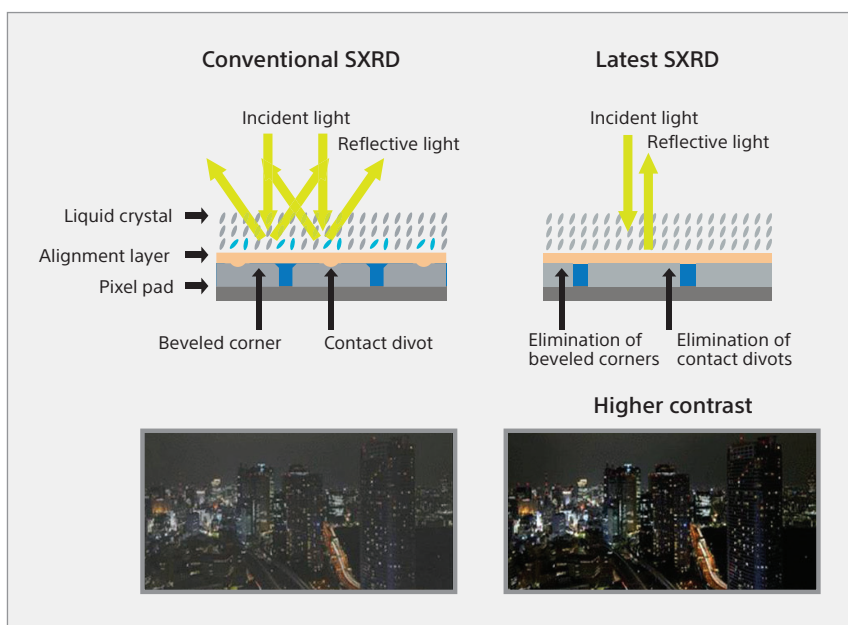 Conventional SXRD
Latest SXRD
Incident light
Reflective light
Incident light
Reflective light
Liquid crystal
Alignment layer
Pixel pad
Beveled corner
Contact divot
Elimination of
beveled corners
Elimination of
contact divots
Higher contrast